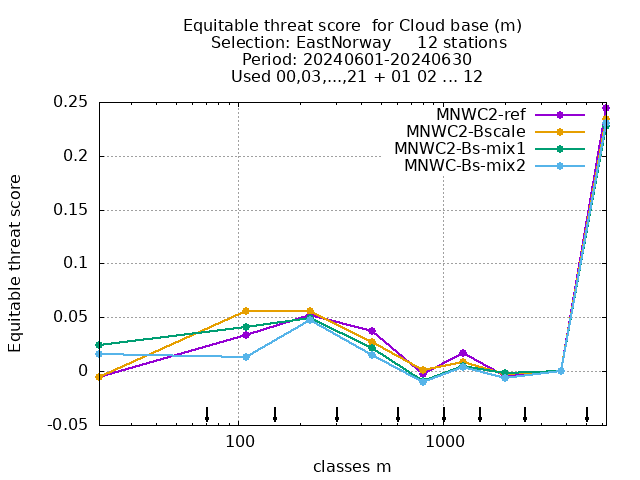 Equitable threat score  for Cloud base (m)
Selection: EastNorway     12 stations
Period: 20240601-20240630
Used 00,03,...,21 + 01 02 ... 12
MNWC2-ref
MNWC2-Bscale
MNWC2-Bs-mix1
MNWC-Bs-mix2
Equitable threat score
0.25
0.2
0.15
0.1
0.05
0
-0.05
100
1000
classes m